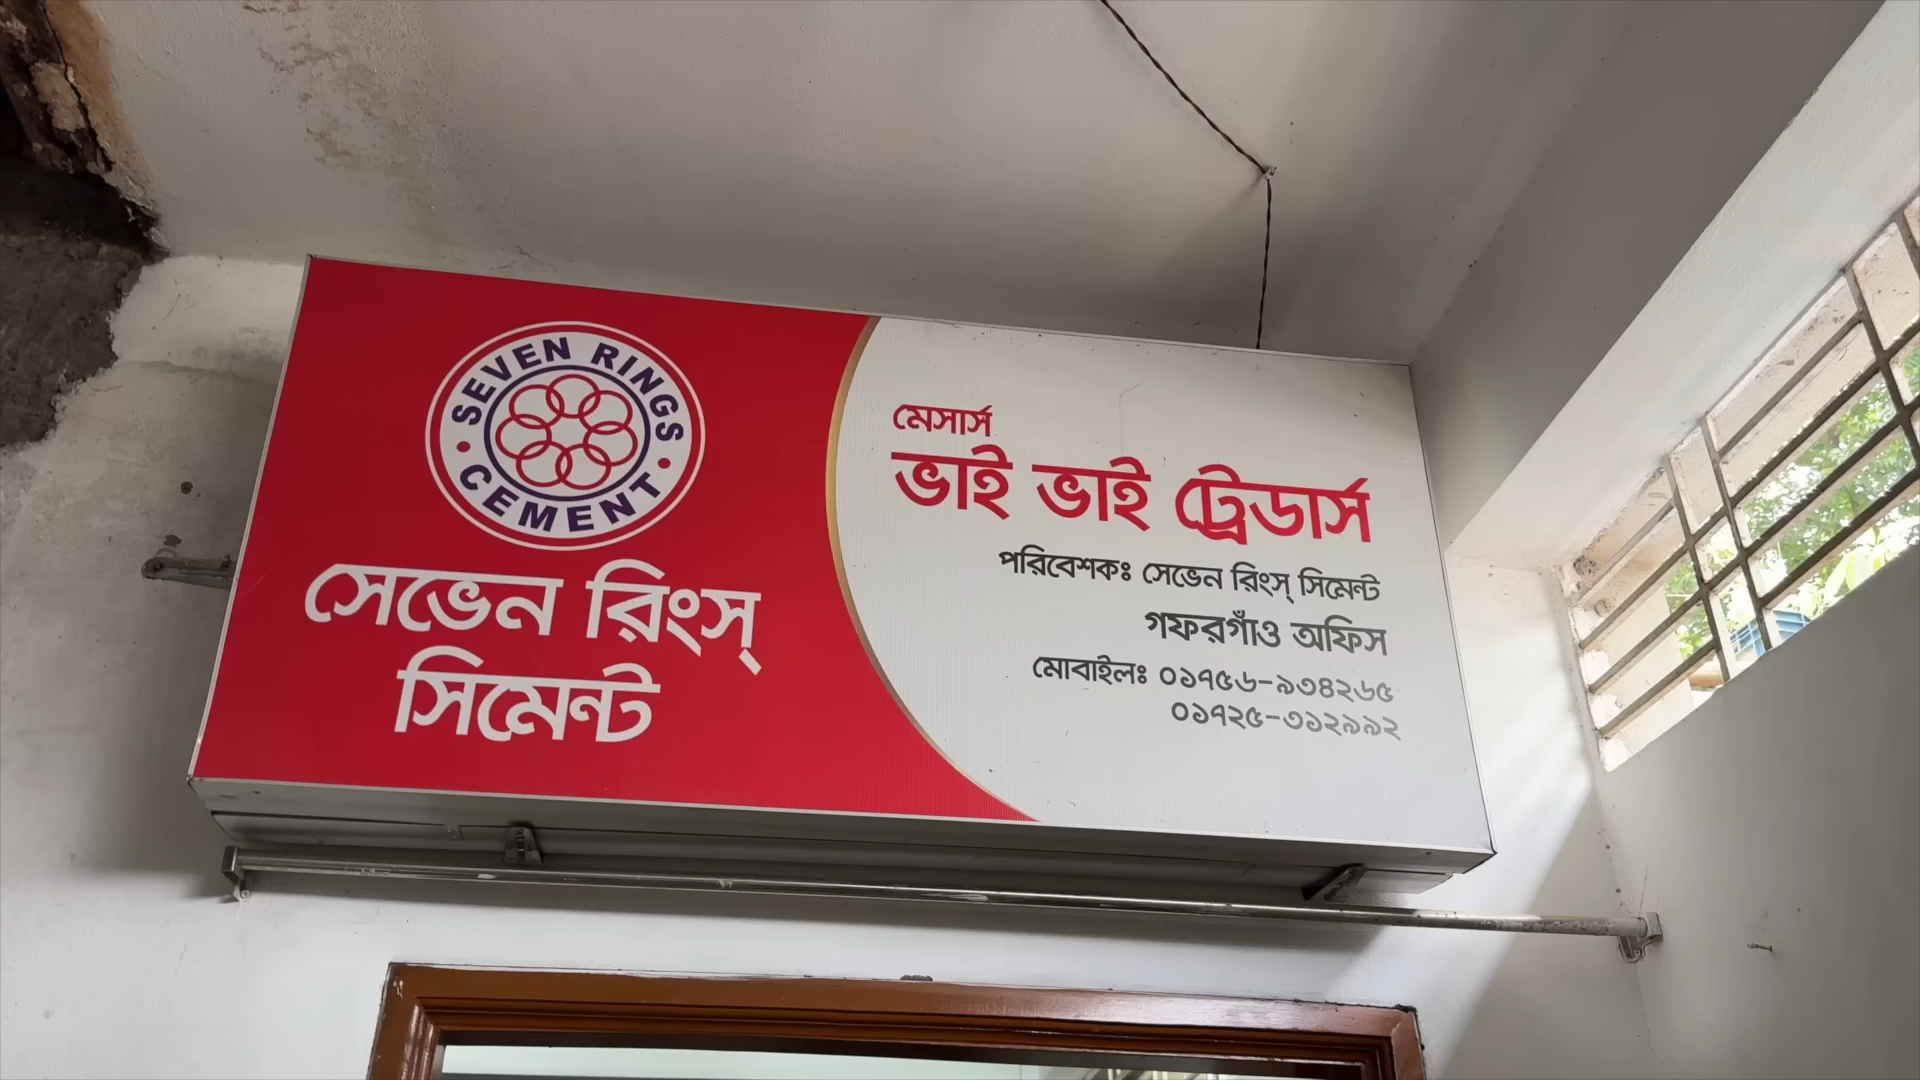 SEVEN RINGS
CEMENT
সেভেন রিংস্
সিমেন্ট
মেসার্স
ভাই ভাই ট্রেডার্স
পরিবেশকঃ সেভেন রিংস্ সিমেন্ট
গফরগাঁও অফিস
মোবাইলঃ ০১৭৫৬-৯৩৪২৬৫
০১৭২৫-৩১২৯৯২